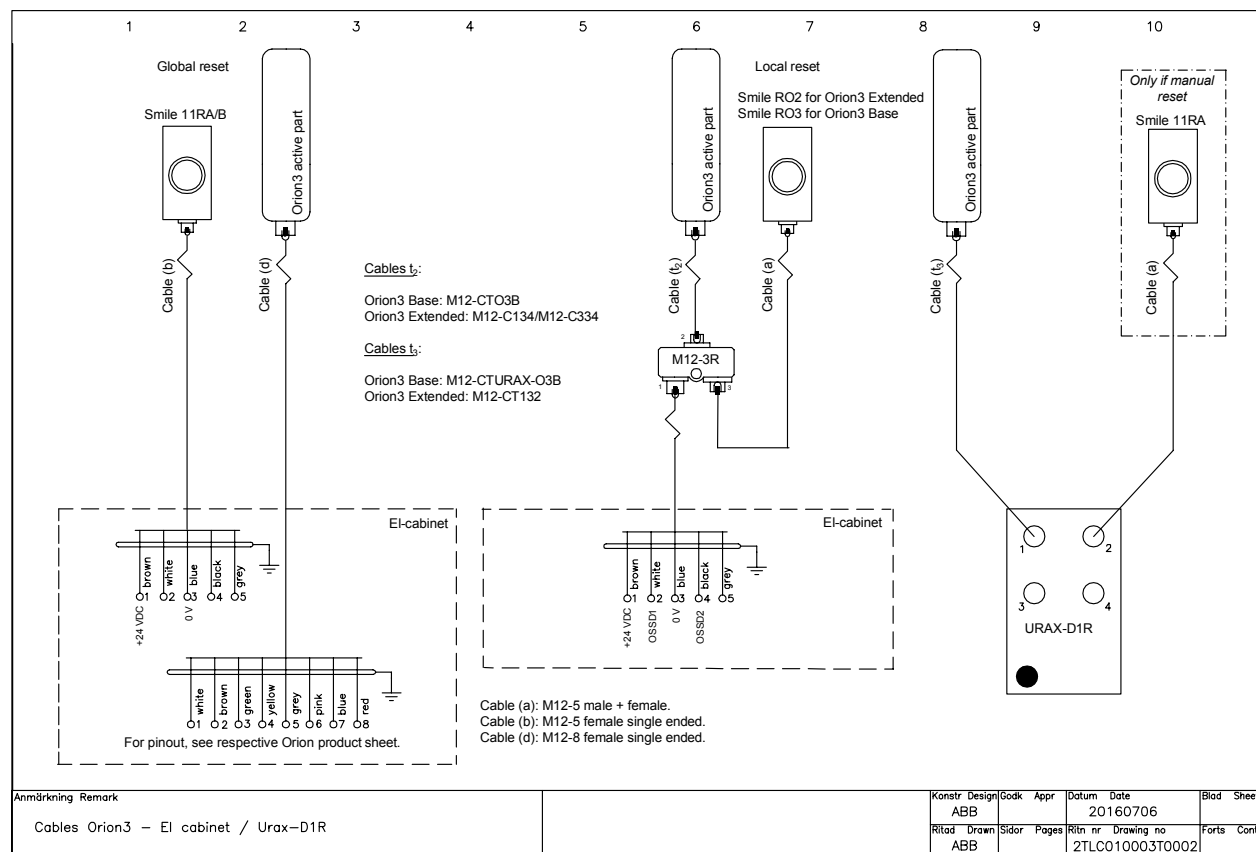 1 2 3 4 5 6 7 8 9 10
Global reset
Smile 11RA/B
Orion3 active part
Cable (b)
Cable (d)
Cables t₂:
Orion3 Base: M12-CTO3B
Orion3 Extended: M12-C134/M12-C334
Cables t₃:
Orion3 Base: M12-CTURAX-O3B
Orion3 Extended: M12-CT132
Orion3 active part
Local reset
Smile RO2 for Orion3 Extended
Smile RO3 for Orion3 Base
Cable (t₂)
Cable (a)
2
M12-3R
1 3
Orion3 active part
Only if manual
reset
Smile 11RA
Cable (t₃)
Cable (a)
El-cabinet
brown white blue black grey
1 2 3 4 5
+24 VDC 0 V
white brown green yellow grey pink blue red
1 2 3 4 5 6 7 8
For pinout, see respective Orion product sheet.
El-cabinet
brown white blue black grey
1 2 3 4 5
+24 VDC OSSD1 0 V OSSD2
Cable (a): M12-5 male + female.
Cable (b): M12-5 female single ended.
Cable (d): M12-8 female single ended.
1 2
3 4
URAX-D1R
Anmärkning Remark
Cables Orion3 - El cabinet / Urax-D1R
Konstr Design Godk Appr Datum Date Blad Shee
ABB 20160706
Ritad Drawn Sidor Pages Ritn nr Drawing no Forts Cont
ABB 2TLC010003T0002